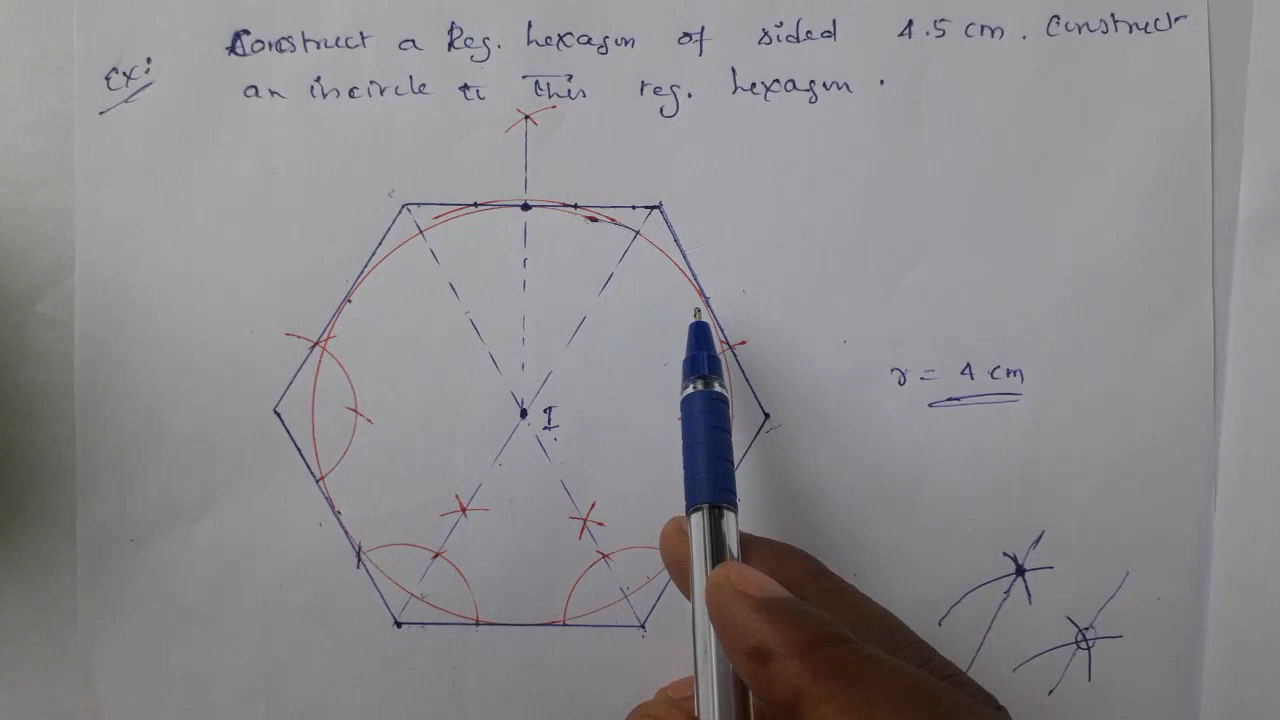 Ex: Construct a Reg. hexagon of sided 4.5 cm. Construct
an incircle to this reg. hexagon.
I
r = 4 cm